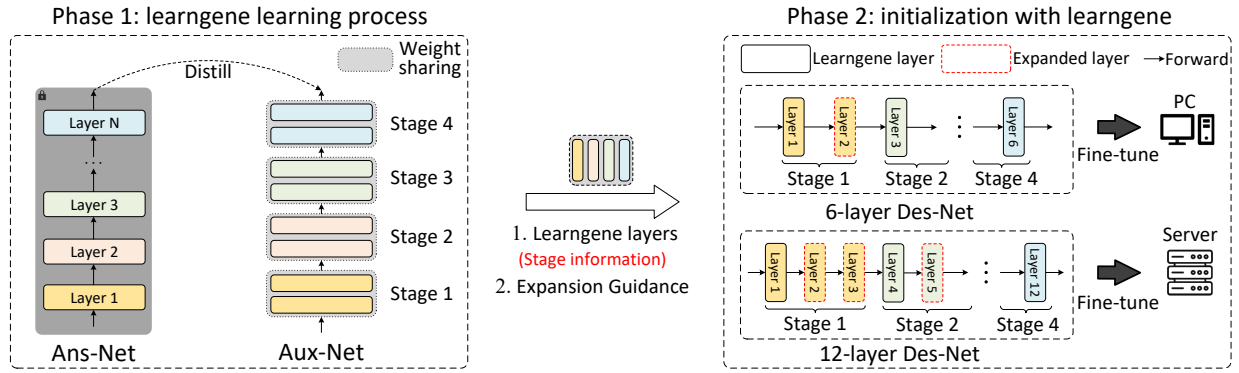 Phase 1: learngene learning process
Weight
sharing
Distill
Layer N
...
Layer 3
Layer 2
Layer 1
Ans-Net
Stage 4
Stage 3
Stage 2
Stage 1
Aux-Net
1. Learngene layers
(Stage information)
2. Expansion Guidance
Phase 2: initialization with learngene
Learngene layer
Expanded layer
Forward
Layer 1
Layer 2
Layer 3
...
Layer 6
Stage 1
Stage 2
Stage 4
6-layer Des-Net
Fine-tune
PC
Layer 1
Layer 2
Layer 3
Layer 4
Layer 5
...
Layer 12
Stage 1
Stage 2
Stage 4
12-layer Des-Net
Fine-tune
Server